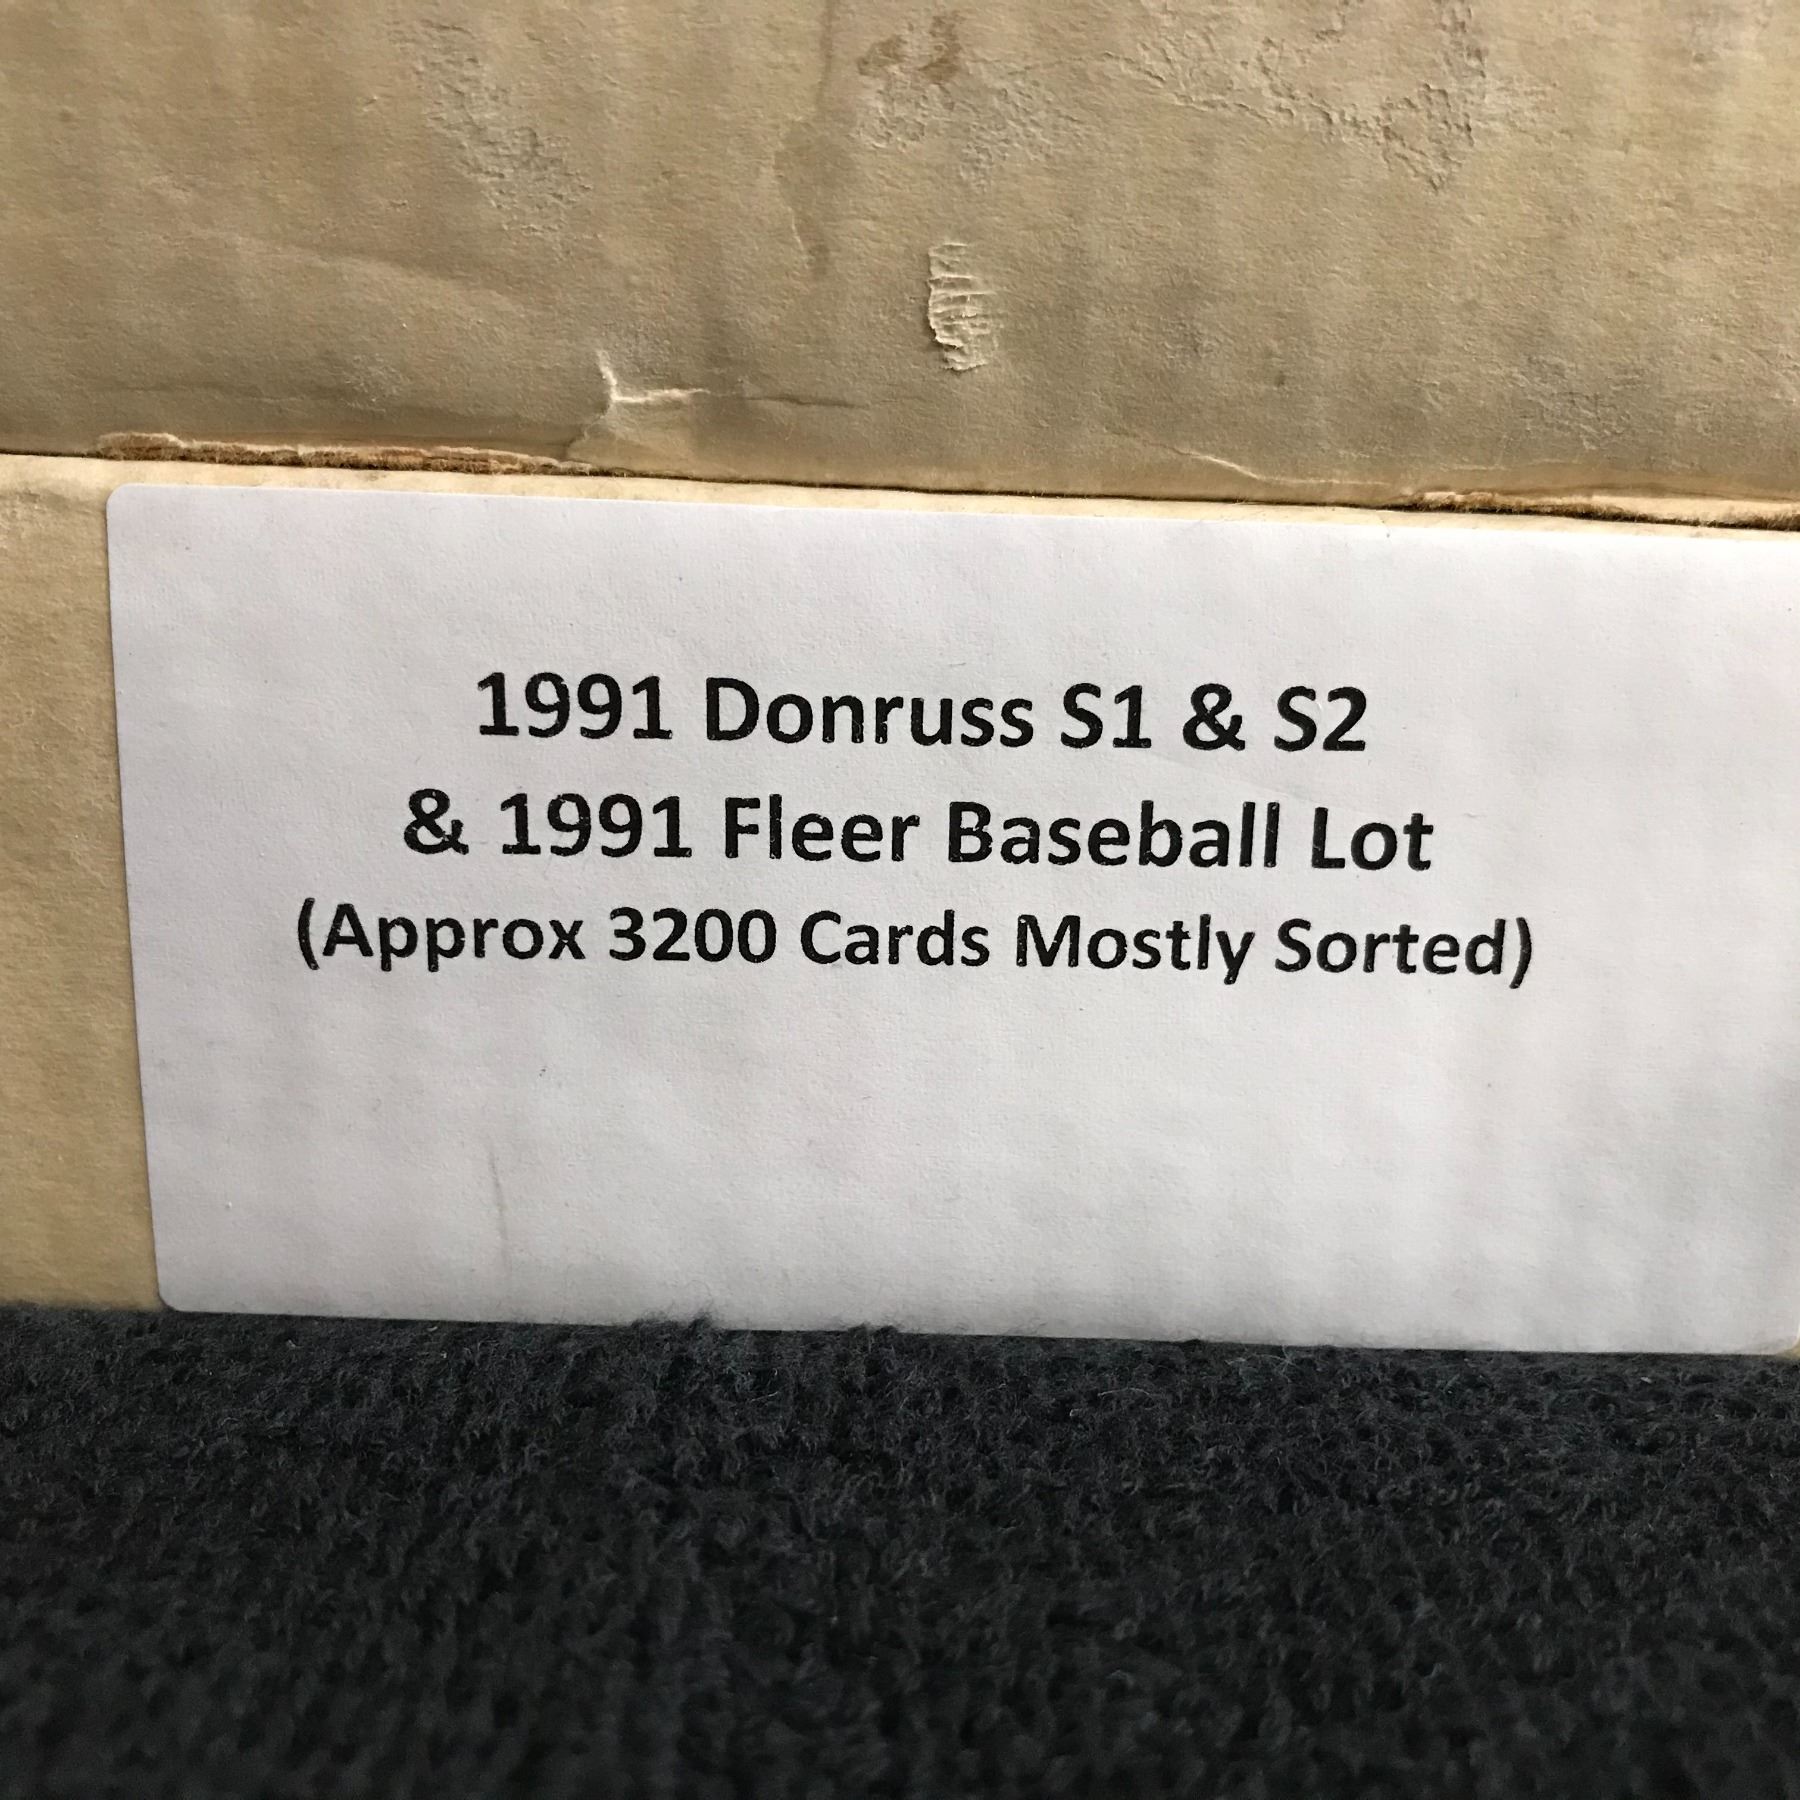 1991 Donruss S1 & S2
& 1991 Fleer Baseball Lot
(Approx 3200 Cards Mostly Sorted)